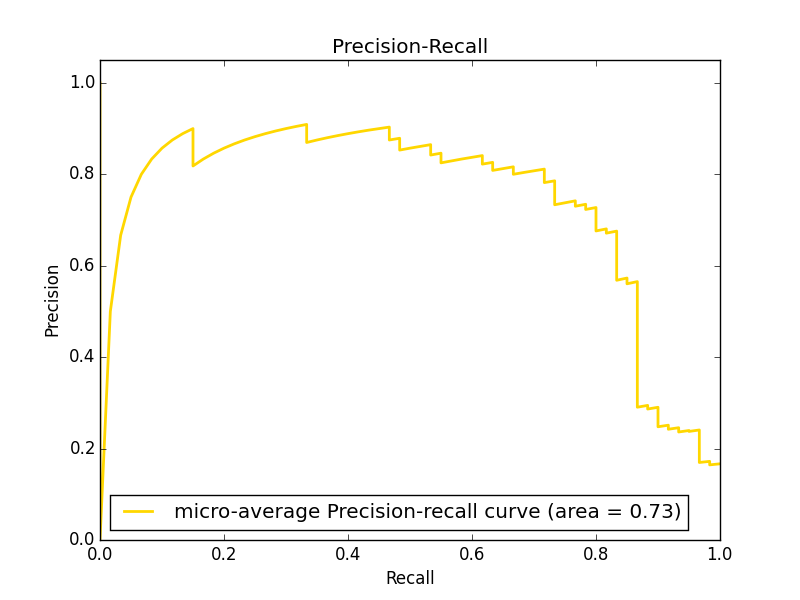 Precision-Recall
1.0
0.8
0.6
0.4
0.2
0.0
Precision
micro-average Precision-recall curve (area = 0.73)
0.0 0.2 0.4 0.6 0.8 1.0
Recall